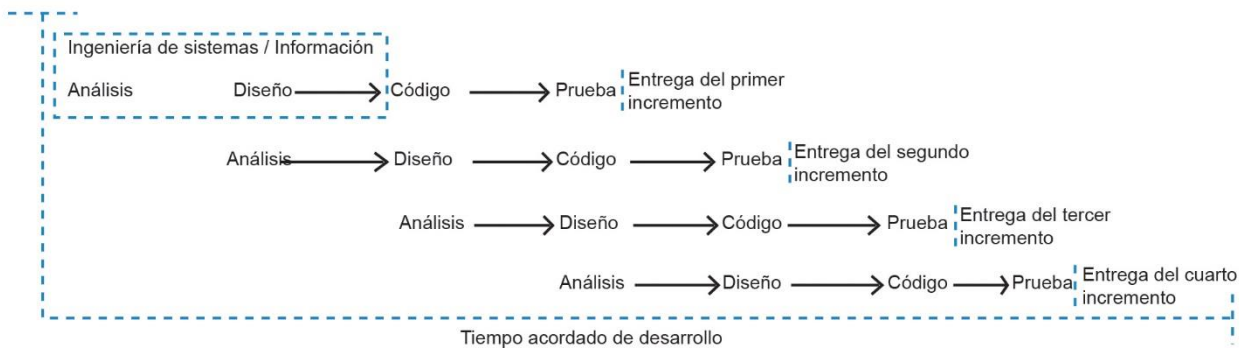 Ingeniería de sistemas / Información
Análisis Diseño Código Prueba Entrega del primer
incremento
Análisis Diseño Código Prueba Entrega del segundo
incremento
Análisis Diseño Código Prueba Entrega del tercer
incremento
Análisis Diseño Código Prueba Entrega del cuarto
incremento
Tiempo acordado de desarrollo